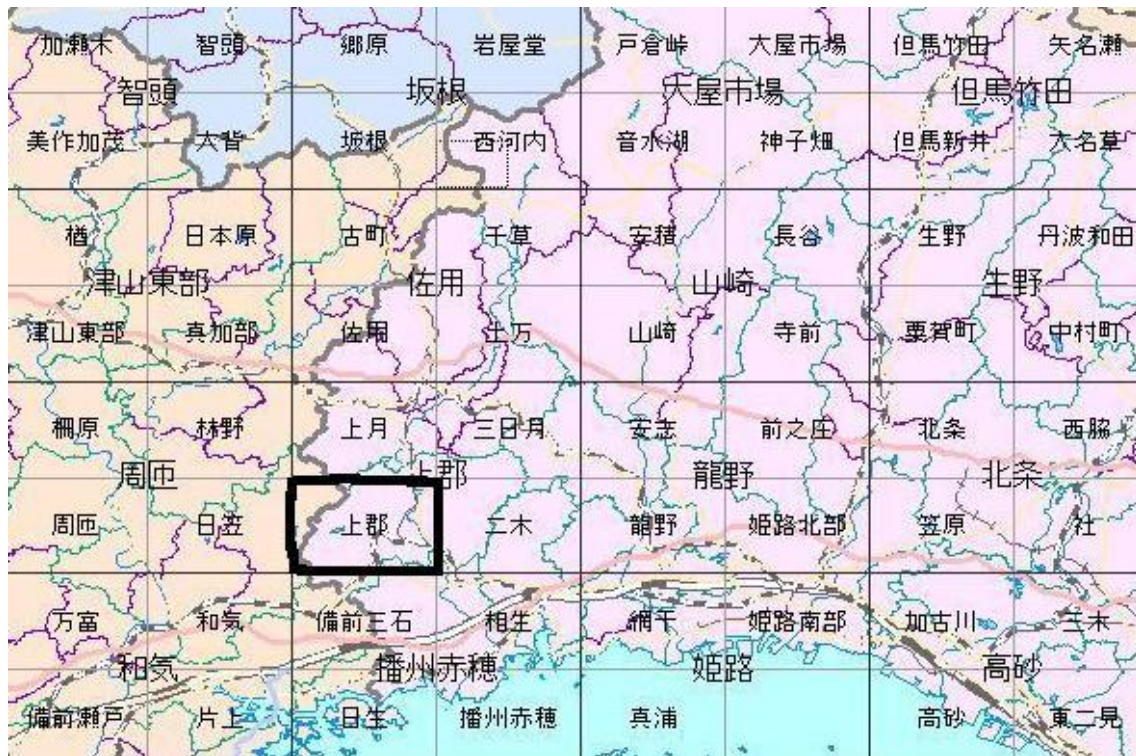 加瀬木 智頭 郷原 岩屋堂 戸倉峠 大屋市場 但馬竹田 矢名瀬
智頭 坂根 大屋市場 但馬竹田
美作加茂 大背 坂根 西河内 音水湖 神子畑 但馬新井 大名草
楢 日本原 古町 千草 安積 長谷 生野 丹波和田
津山東部 佐用 山崎 生野
津山東部 真加部 佐用 土万 山崎 寺前 粟賀町 中村町
柵原 林野 上月 三日月 安志 前之庄 北条 西脇
周匝 上郡 龍野 北条
周匝 日笠 上郡 二木 龍野 姫路北部 笠原 社
万富 和気 備前三石 相生 網干 姫路南部 加古川 三木
和気 播州赤穂 姫路 高砂
備前瀬戸 片上 日生 播州赤穂 真浦 高砂 東二見